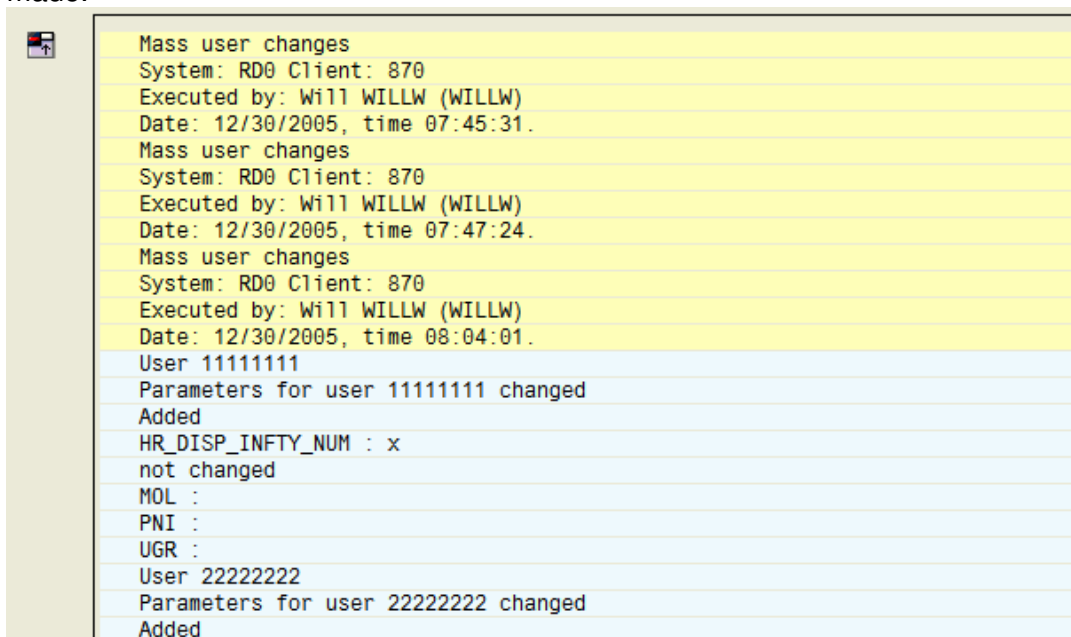 made.
Mass user changes
System: RD0 Client: 870
Executed by: Will WILLW (WILLW)
Date: 12/30/2005, time 07:45:31.
Mass user changes
System: RD0 Client: 870
Executed by: Will WILLW (WILLW)
Date: 12/30/2005, time 07:47:24.
Mass user changes
System: RD0 Client: 870
Executed by: Will WILLW (WILLW)
Date: 12/30/2005, time 08:04:01.
User 11111111
Parameters for user 11111111 changed
Added
HR_DISP_INFTY_NUM : x
not changed
MOL :
PNI :
UGR :
User 22222222
Parameters for user 22222222 changed
Added